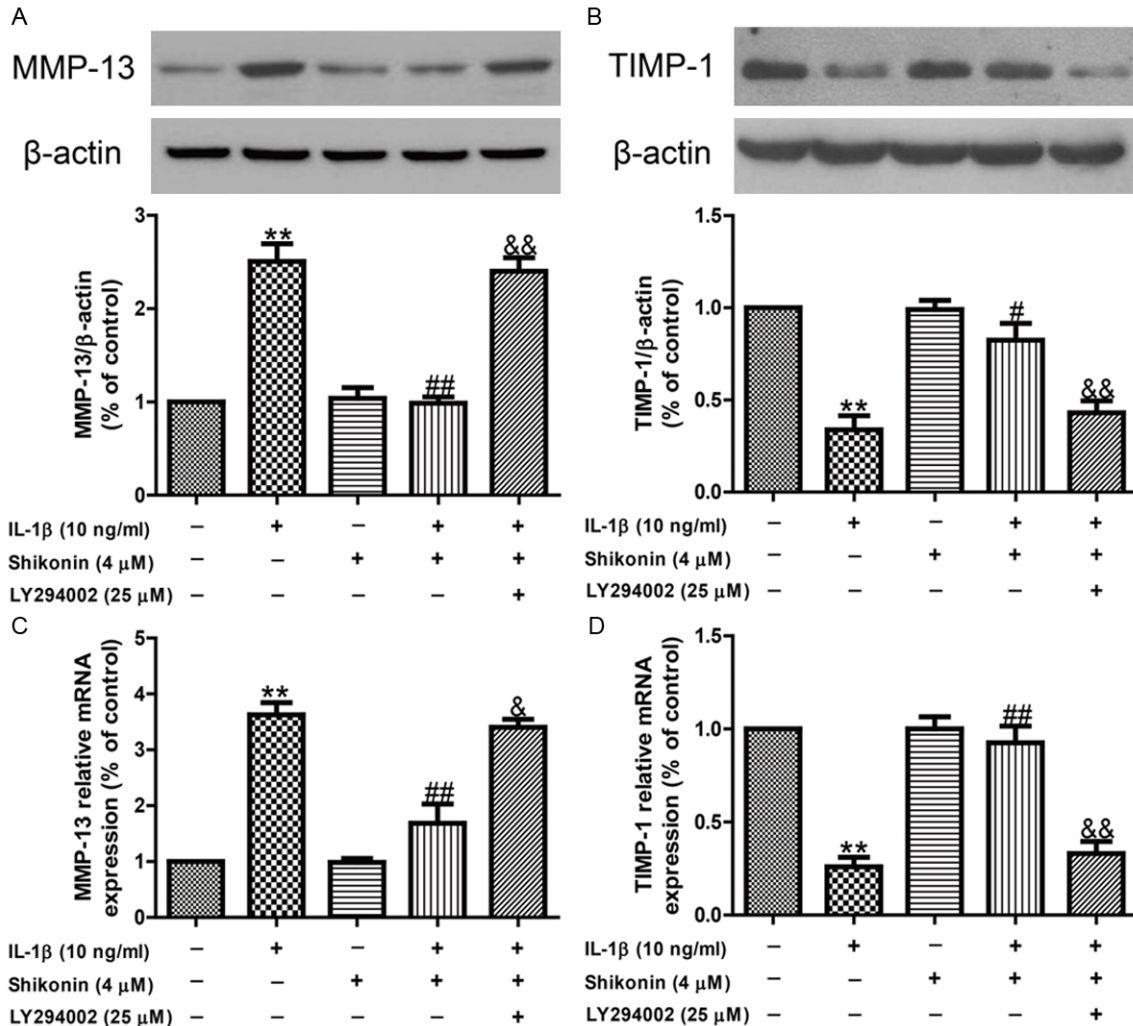 A
MMP-13
β-actin
3
2
1
0
MMP-13/β-actin
(% of control)
**
##
&&
IL-1β (10 ng/ml) – + – + +
Shikonin (4 μM) – – + + +
LY294002 (25 μM) – – – – +
B
TIMP-1
β-actin
1.5
1.0
0.5
0.0
TIMP-1/β-actin
(% of control)
**
#
&&
IL-1β (10 ng/ml) – + – + +
Shikonin (4 μM) – – + + +
LY294002 (25 μM) – – – – +
C
5
4
3
2
1
0
MMP-13 relative mRNA
expression (% of control)
**
##
&
IL-1β (10 ng/ml) – + – + +
Shikonin (4 μM) – – + + +
LY294002 (25 μM) – – – – +
D
1.5
1.0
0.5
0.0
TIMP-1 relative mRNA
expression (% of control)
**
##
&&
IL-1β (10 ng/ml) – + – + +
Shikonin (4 μM) – – + + +
LY294002 (25 μM) – – – – +